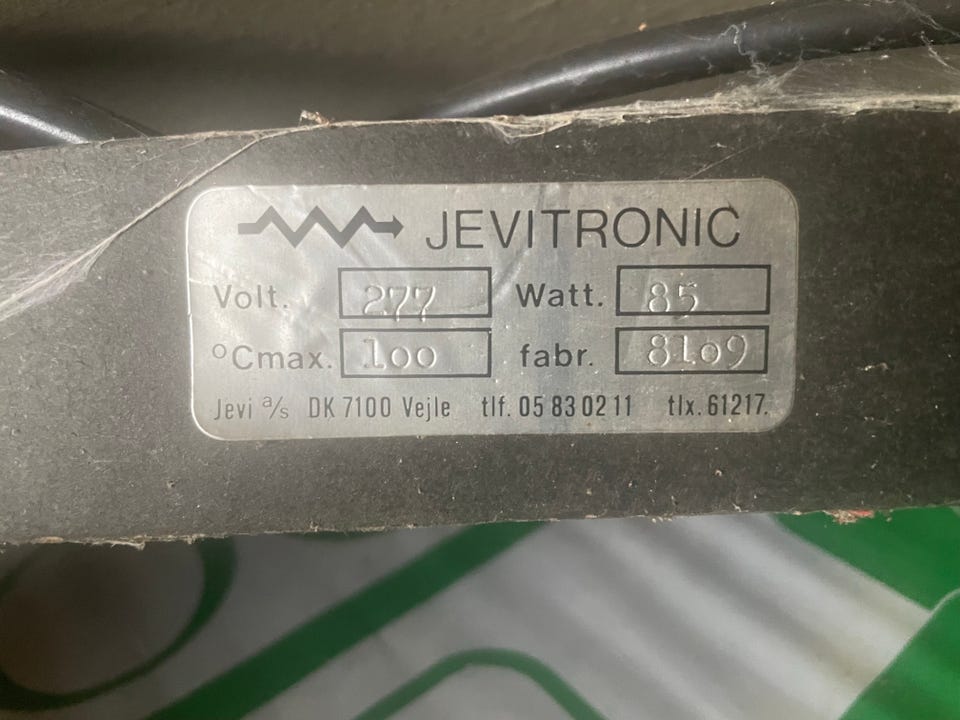 JEVITRONIC
Volt. 277 Watt. 85
°Cmax. 100 fabr. 8109
Jevi a/s DK 7100 Vejle tlf. 05 83 02 11 tlx. 61217.